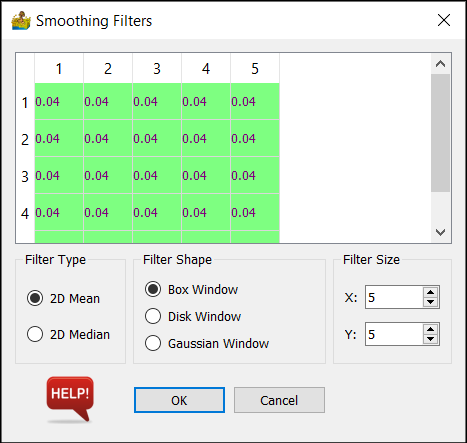 Smoothing Filters
1 2 3 4 5
1 0.04 0.04 0.04 0.04 0.04
2 0.04 0.04 0.04 0.04 0.04
3 0.04 0.04 0.04 0.04 0.04
4 0.04 0.04 0.04 0.04 0.04
Filter Type
2D Mean
2D Median
Filter Shape
Box Window
Disk Window
Gaussian Window
Filter Size
X: 5
Y: 5
HELP!
OK
Cancel